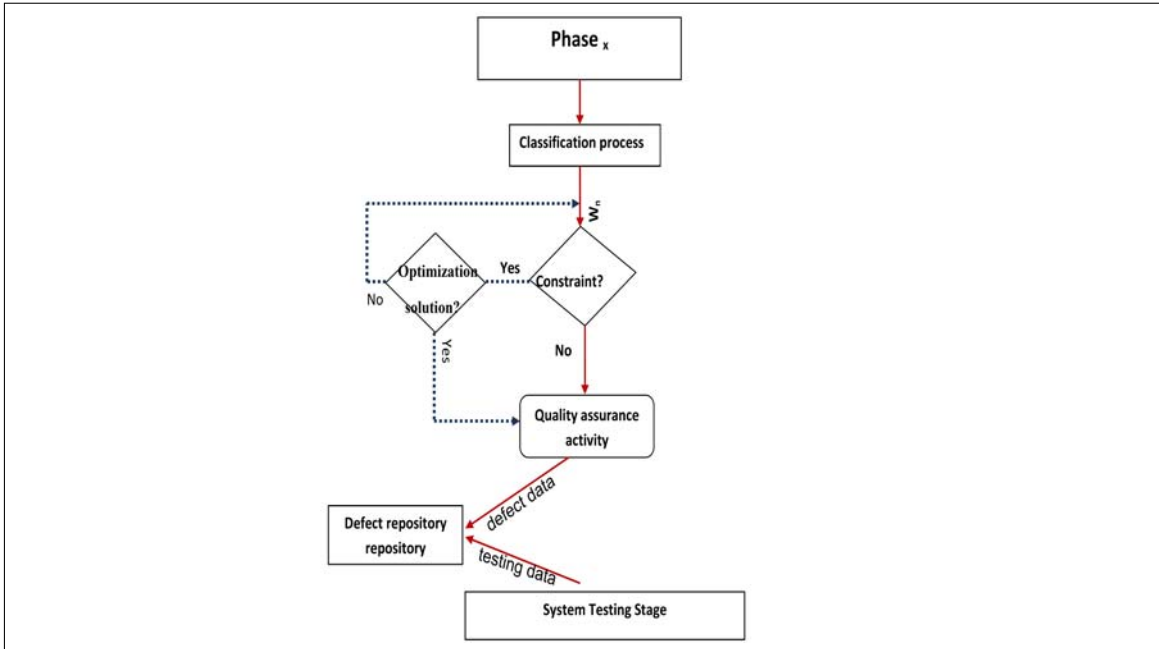 Phase x
Classification process
Wn
Optimization
solution?
Yes
Constraint?
No
Yes
No
Quality assurance
activity
defect data
Defect repository
repository
testing data
System Testing Stage